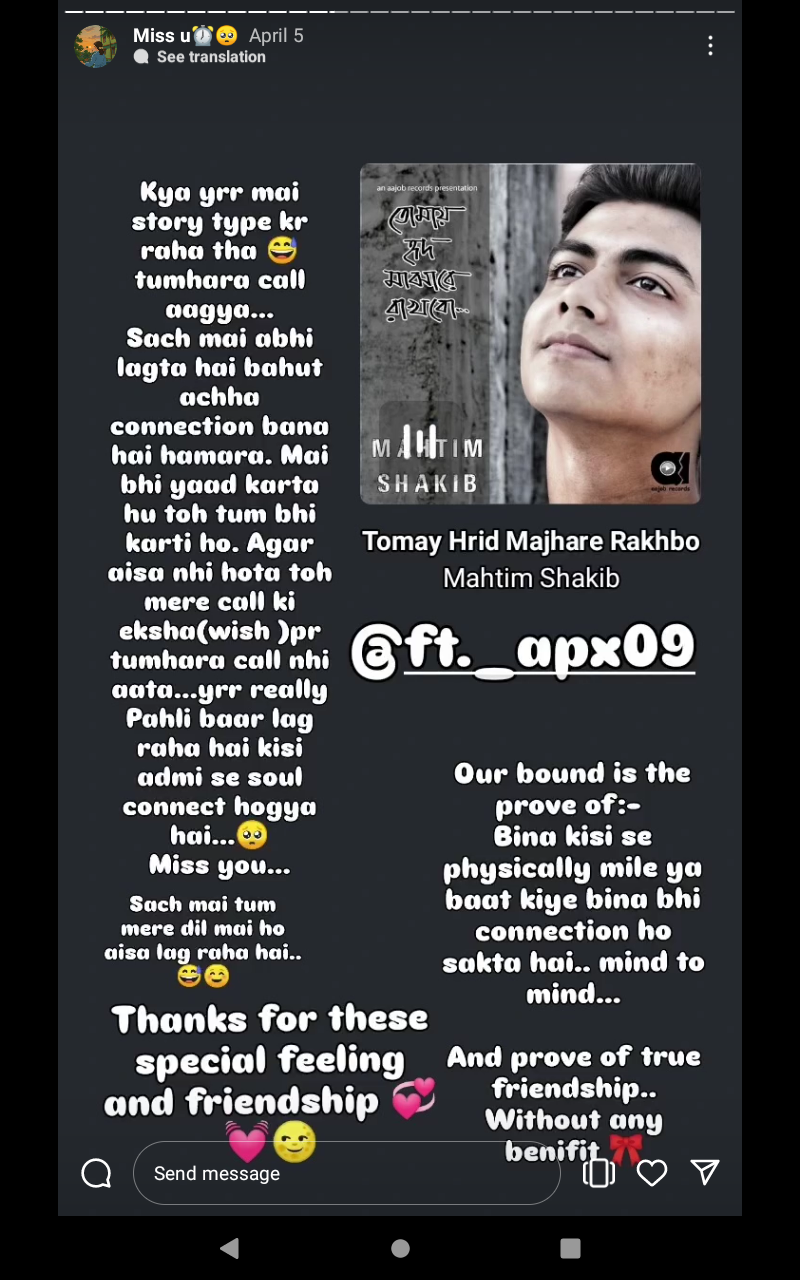 Miss u⏰🥺 April 5
See translation
Kya yrr mai
story type kr
raha tha 😅
tumhara call
aagya...
Sach mai abhi
lagta hai bahut
achha
connection bana
hai hamara. Mai
bhi yaad karta
hu toh tum bhi
karti ho. Agar
aisa nhi hota toh
mere call ki
eksha(wish )pr
tumhara call nhi
aata...yrr really
Pahli baar lag
raha hai kisi
admi se soul
connect hogya
hai...🥺
Miss you...
Sach mai tum
mere dil mai ho
aisa lag raha hai..
😅☺️
Thanks for these
special feeling
and friendship 💞
💓🌝
an aajob records presentation
তোমায়
হৃদ
মাঝারে
রাখবো...
MAHTIM
SHAKIB
aajob records
Tomay Hrid Majhare Rakhbo
Mahtim Shakib
@ft._apx09
Our bound is the
prove of:-
Bina kisi se
physically mile ya
baat kiye bina bhi
connection ho
sakta hai.. mind to
mind...
And prove of true
friendship..
Without any
benifit 🎀
Send message